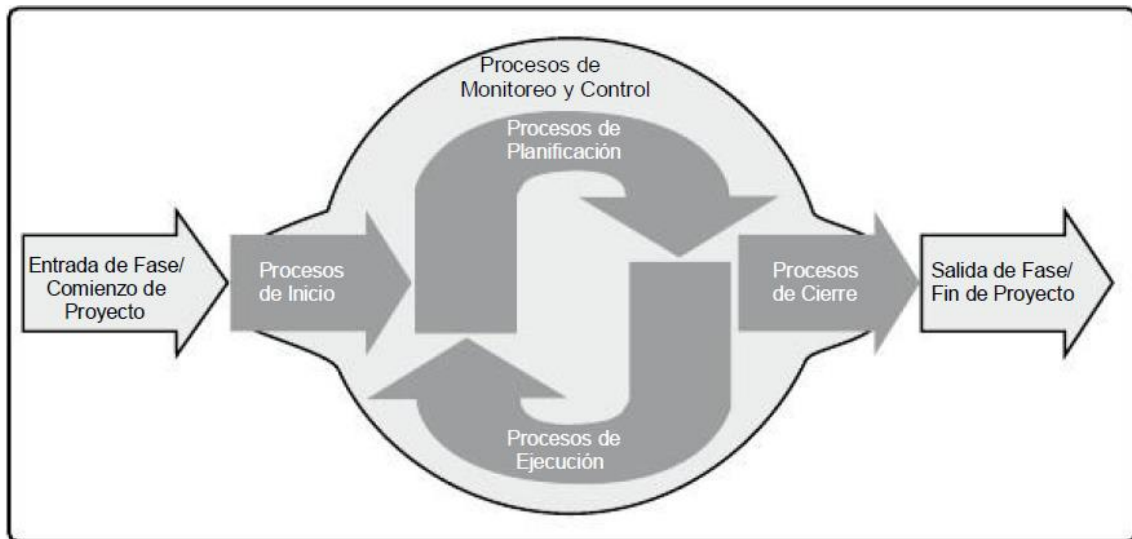 Procesos de
Monitoreo y Control
Procesos de
Planificación
Entrada de Fase/
Comienzo de
Proyecto
Procesos
de Inicio
Procesos
de Cierre
Salida de Fase/
Fin de Proyecto
Procesos de
Ejecución